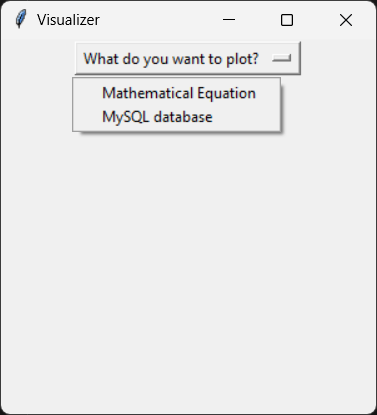 Visualizer
What do you want to plot?
Mathematical Equation
MySQL database